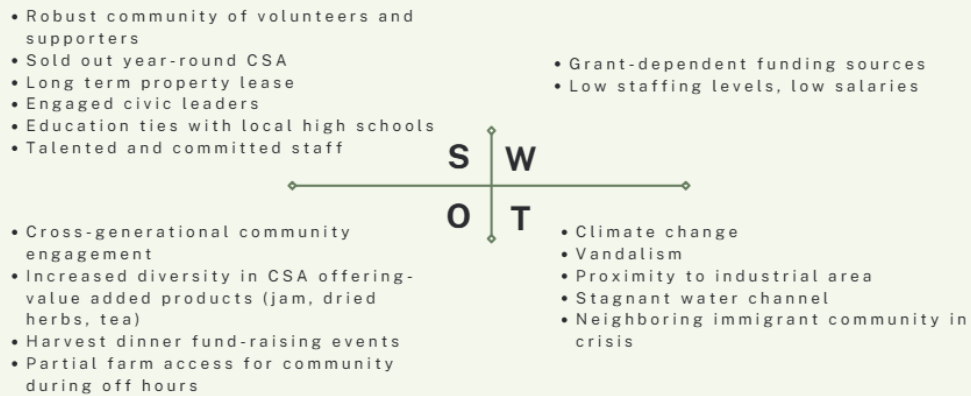 • Robust community of volunteers and
supporters
• Sold out year-round CSA
• Long term property lease
• Engaged civic leaders
• Education ties with local high schools
• Talented and committed staff
• Grant-dependent funding sources
• Low staffing levels, low salaries
S W
O T
• Cross-generational community
engagement
• Increased diversity in CSA offering-
value added products (jam, dried
herbs, tea)
• Harvest dinner fund-raising events
• Partial farm access for community
during off hours
• Climate change
• Vandalism
• Proximity to industrial area
• Stagnant water channel
• Neighboring immigrant community in
crisis